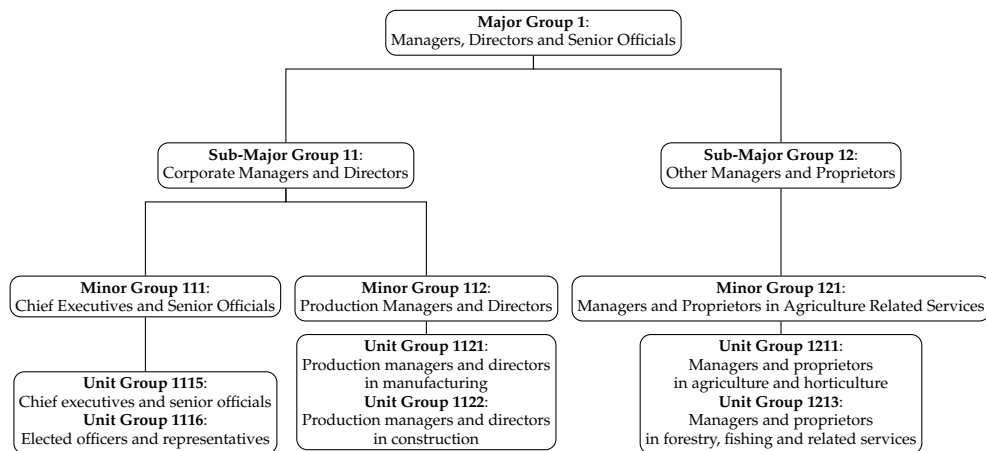 Major Group 1:
Managers, Directors and Senior Officials
Sub-Major Group 11:
Corporate Managers and Directors
Sub-Major Group 12:
Other Managers and Proprietors
Minor Group 111:
Chief Executives and Senior Officials
Minor Group 112:
Production Managers and Directors
Minor Group 121:
Managers and Proprietors in Agriculture Related Services
Unit Group 1115:
Chief executives and senior officials
Unit Group 1116:
Elected officers and representatives
Unit Group 1121:
Production managers and directors
in manufacturing
Unit Group 1122:
Production managers and directors
in construction
Unit Group 1211:
Managers and proprietors
in agriculture and horticulture
Unit Group 1213:
Managers and proprietors
in forestry, fishing and related services